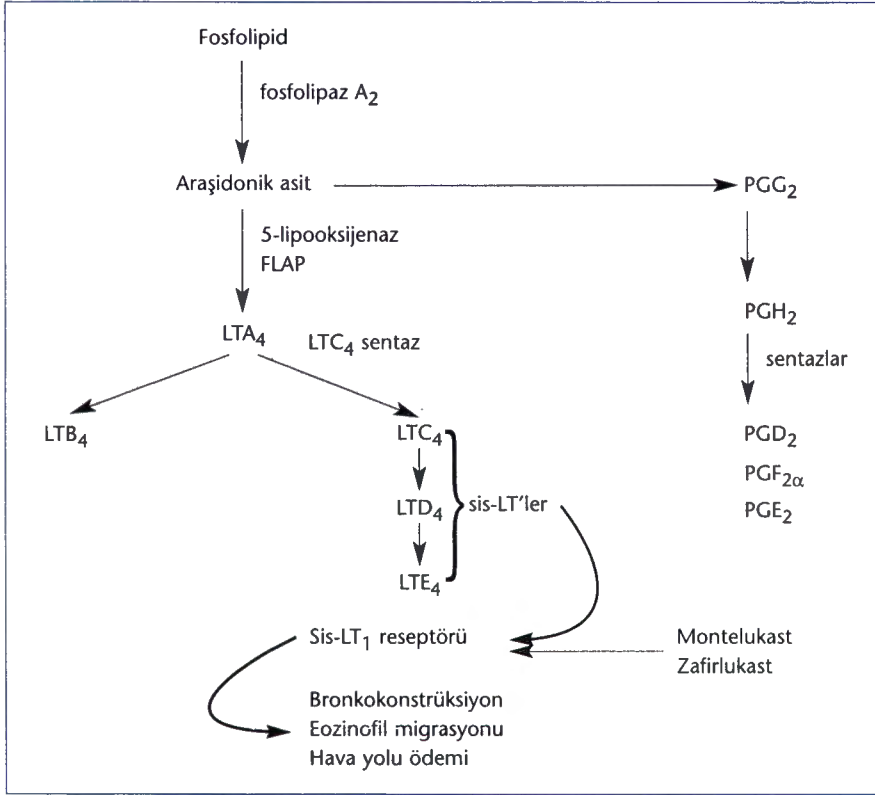 Fosfolipid
fosfolipaz A2
Araşidonik asit
PGG2
5-lipooksijenaz
FLAP
PGH2
LTA4
LTC4 sentaz
sentazlar
LTB4
LTC4
PGD2
PGF2α
LTD4
sis-LT'ler
PGE2
LTE4
Sis-LT1 reseptörü
Montelukast
Zafirlukast
Bronkokonstrüksiyon
Eozinofil migrasyonu
Hava yolu ödemi